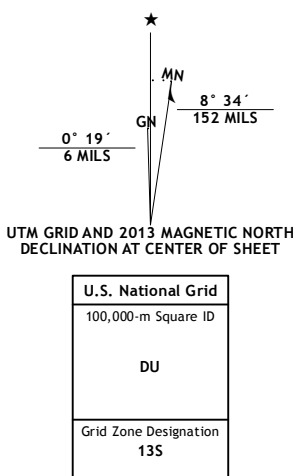 ★
MN
GN
8° 34´
152 MILS
0° 19´
6 MILS
UTM GRID AND 2013 MAGNETIC NORTH
DECLINATION AT CENTER OF SHEET
U.S. National Grid
100,000-m Square ID
DU
Grid Zone Designation
13S